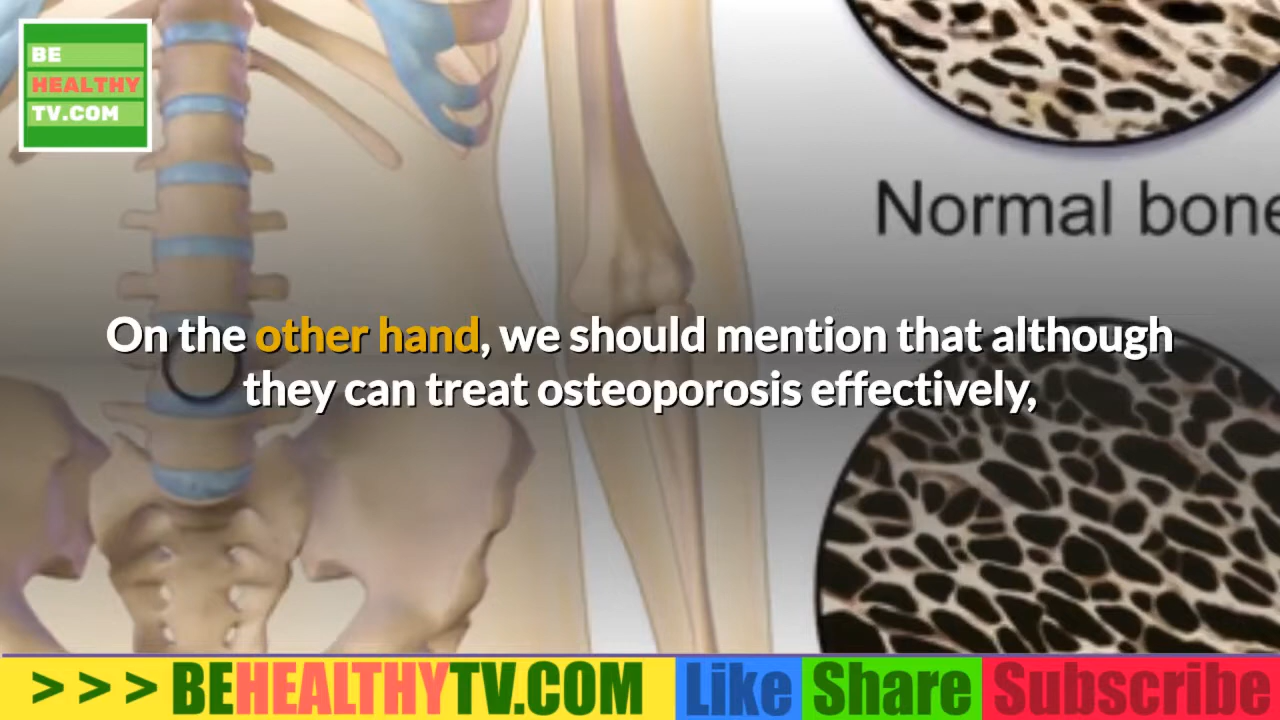 BE
HEALTHY
TV.COM
Normal bone
On the other hand, we should mention that although
they can treat osteoporosis effectively,
> > > BEHEALTHYTV.COM Like Share Subscribe